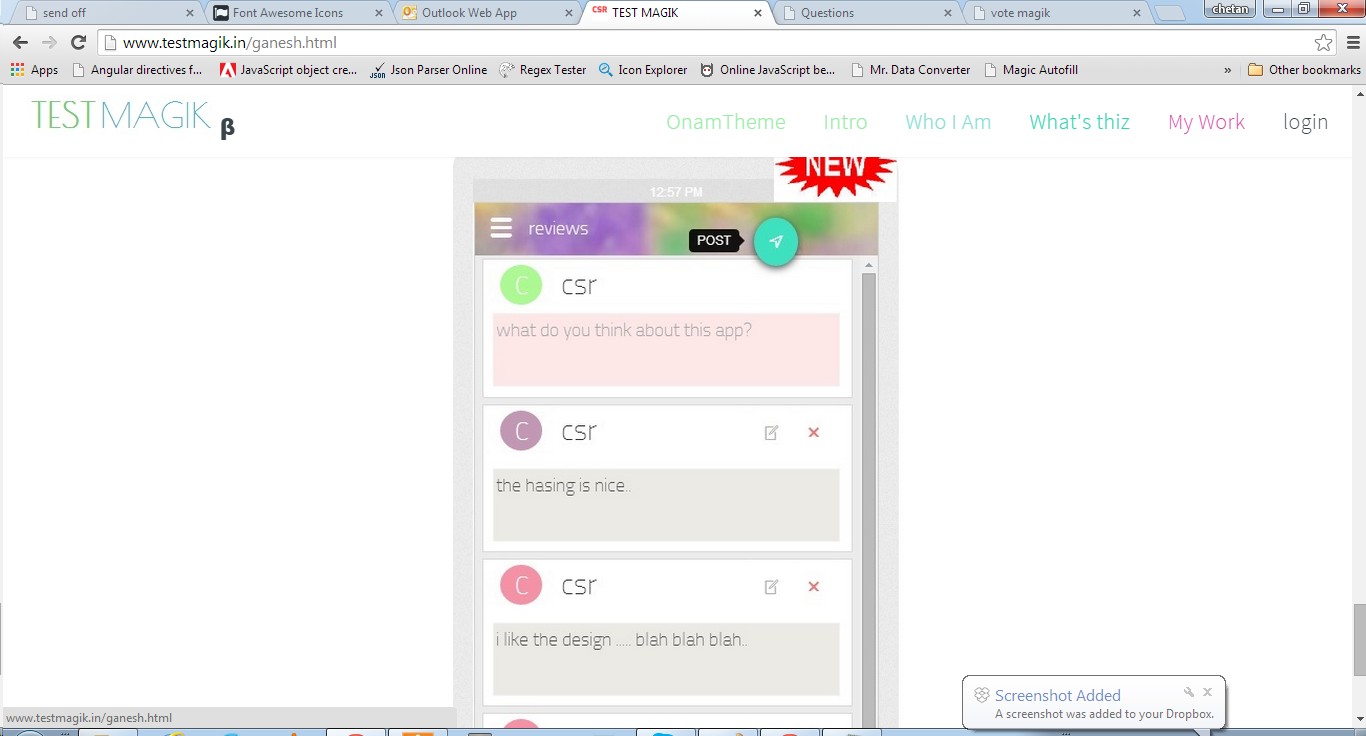 send off
Font Awesome Icons
Outlook Web App
CSR TEST MAGIK
Questions
vote magik
chetan
www.testmagik.in/ganesh.html
Apps
Angular directives f...
JavaScript object cre...
Json Parser Online
Regex Tester
Icon Explorer
Online JavaScript be...
Mr. Data Converter
Magic Autofill
»
Other bookmarks
TESTMAGIK β
OnamTheme
Intro
Who I Am
What's thiz
My Work
login
NEW
12:57 PM
reviews
POST
C csr
what do you think about this app?
C csr
the hasing is nice..
C csr
i like the design ..... blah blah blah..
Screenshot Added
A screenshot was added to your Dropbox.
www.testmagik.in/ganesh.html